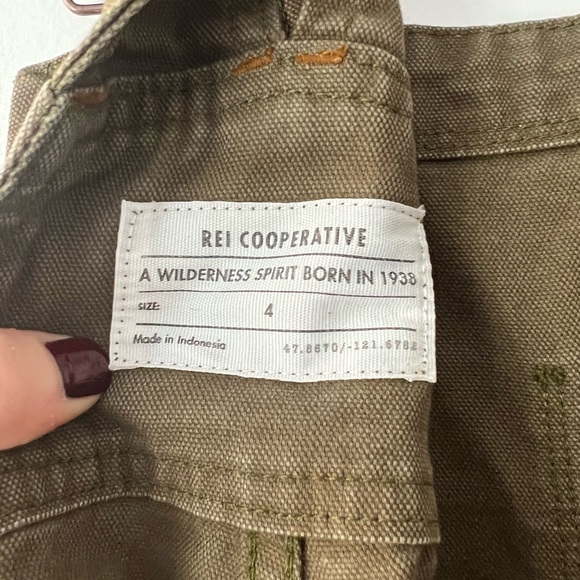 REI COOPERATIVE
A WILDERNESS SPIRIT BORN IN 1938
SIZE: 4
Made in Indonesia 47.8670/-121.6782